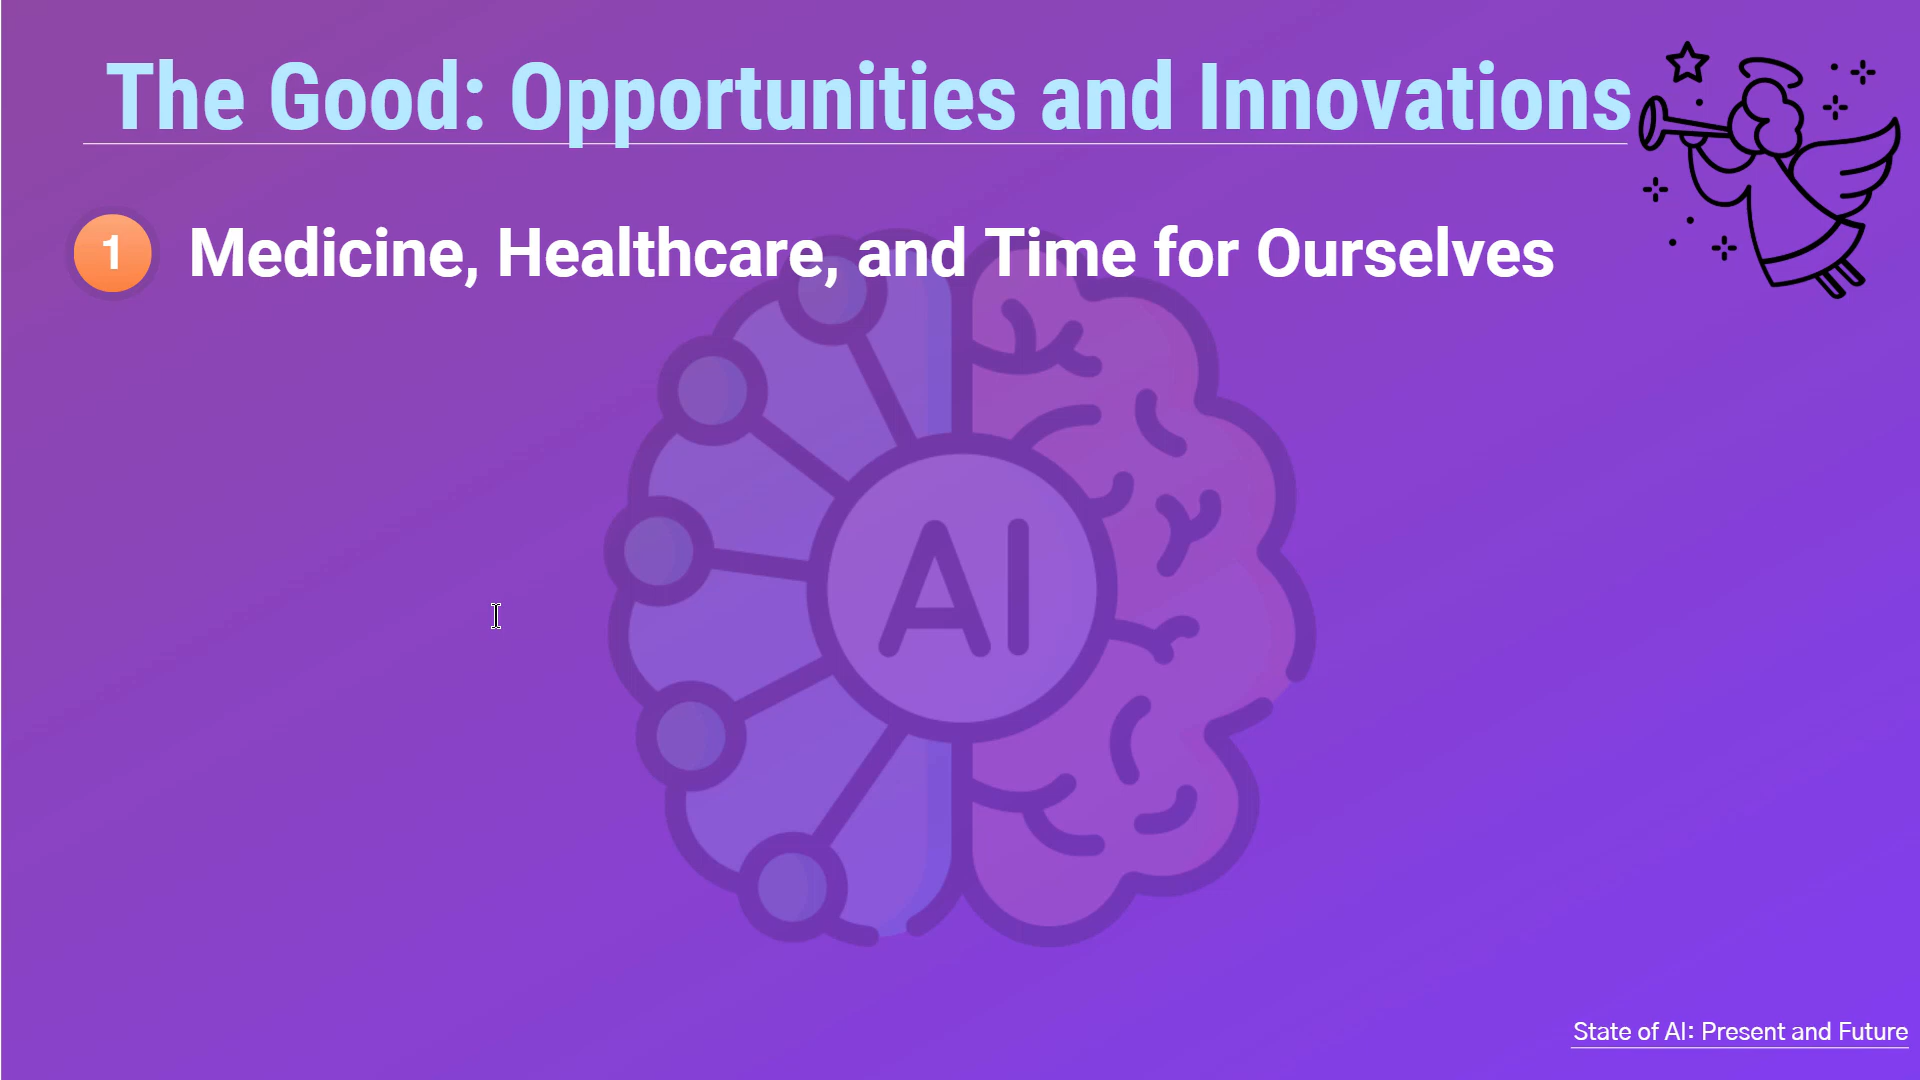 The Good: Opportunities and Innovations
1 Medicine, Healthcare, and Time for Ourselves
AI
State of AI: Present and Future